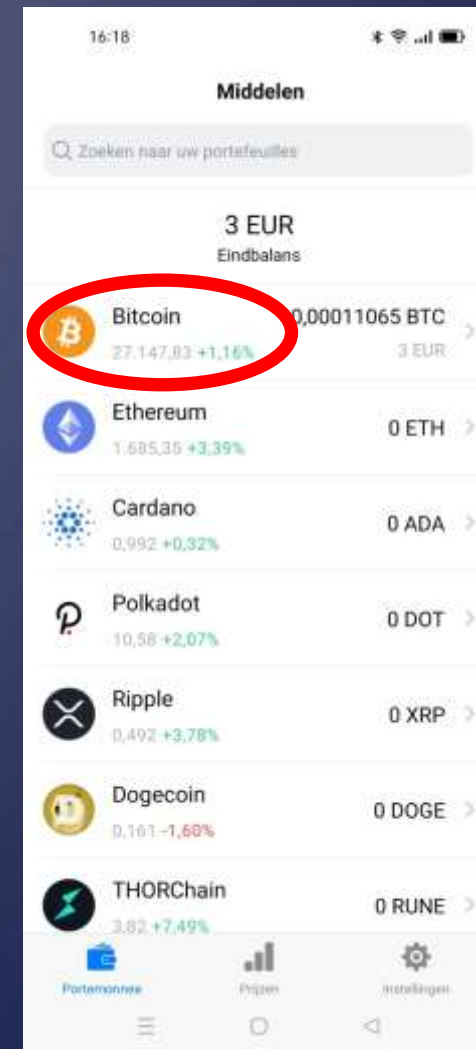 16:18
Middelen
Zoeken naar uw portefeuilles
3 EUR
Eindbalans
Bitcoin 0,00011065 BTC
27.147,83 +1,16% 3 EUR
Ethereum 0 ETH
1.685,35 +3,39%
Cardano 0 ADA
0,992 +0,32%
Polkadot 0 DOT
10,58 +2,07%
Ripple 0 XRP
0,492 +3,78%
Dogecoin 0 DOGE
0,161 -1,60%
THORChain 0 RUNE
3,82 +7,49%
Portemonnee Prijzen Instellingen